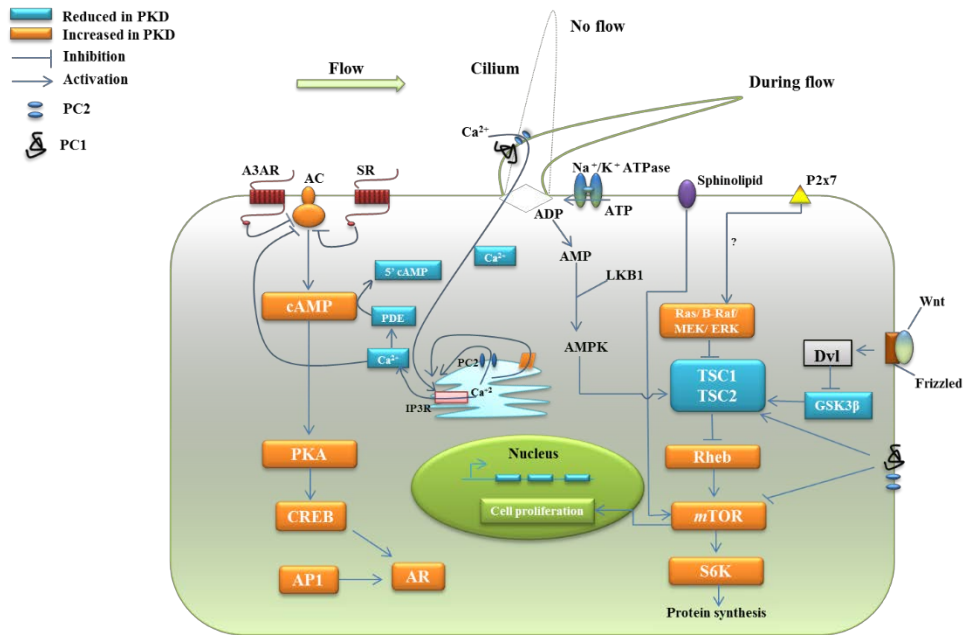 Reduced in PKD
Increased in PKD
Inhibition
Activation
PC2
PC1
No flow
Flow
Cilium
During flow
Ca²⁺
A3AR
AC
SR
Na⁺/K⁺ ATPase
Sphinolipid
P2x7
ADP
ATP
?
AMP
LKB1
AMPK
Ca²⁺
5' cAMP
cAMP
PDE
Ca²⁺
PC2
Ca⁺²
IP3R
Ras/ B-Raf/
MEK/ ERK
Wnt
Frizzled
Dvl
GSK3β
TSC1
TSC2
Rheb
mTOR
S6K
Protein synthesis
Nucleus
Cell proliferation
PKA
CREB
AP1
AR